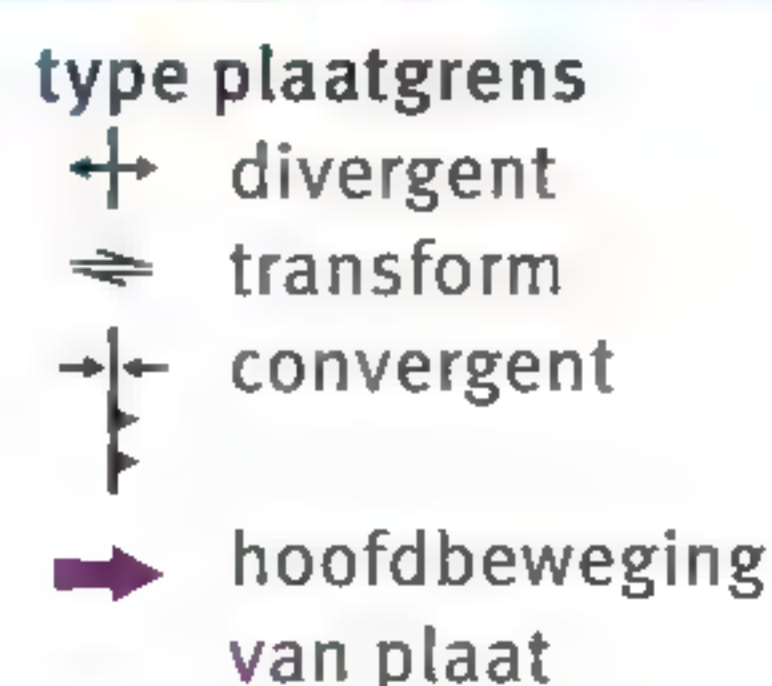 type plaatgrens
divergent
transform
convergent
hoofdbeweging
van plaat